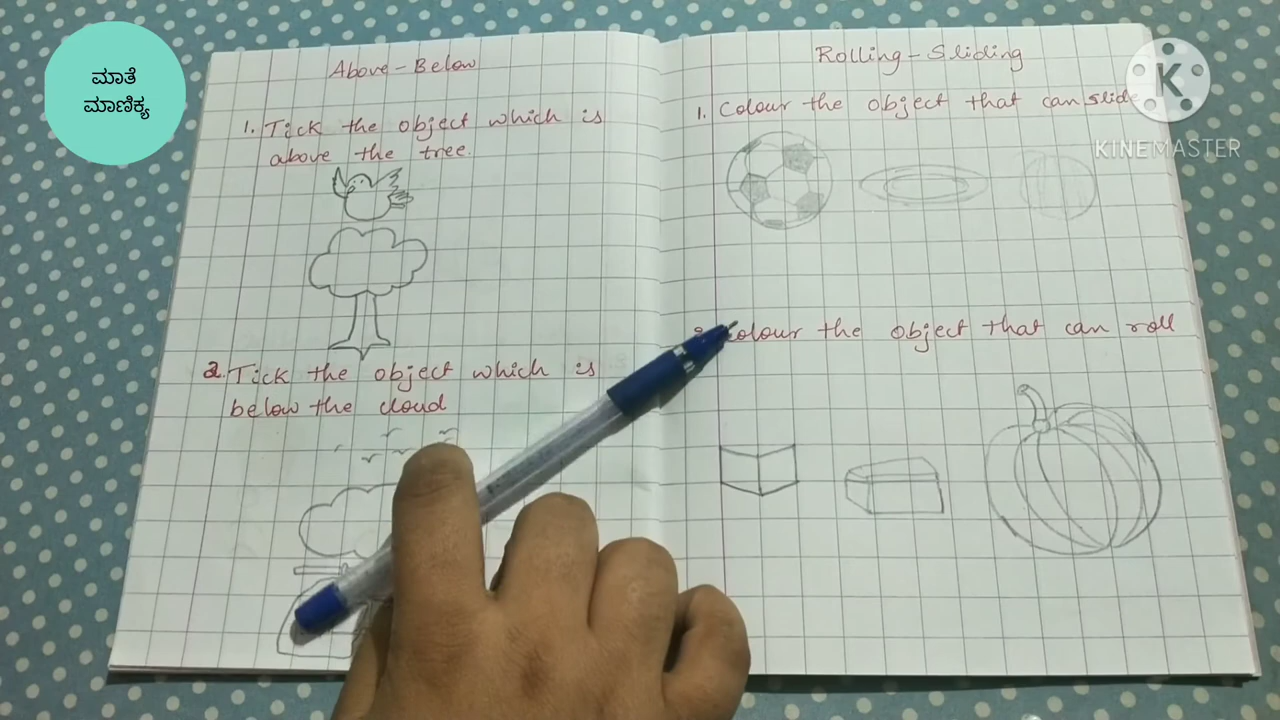 ಮಾತೆ
ಮಾಣಿಕ್ಯ
Above - Below
1. Tick the object which is
above the tree.
2. Tick the object which is
below the cloud
Rolling - Sliding
1. Colour the object that can slide
Colour the object that can roll
K
KINEMASTER